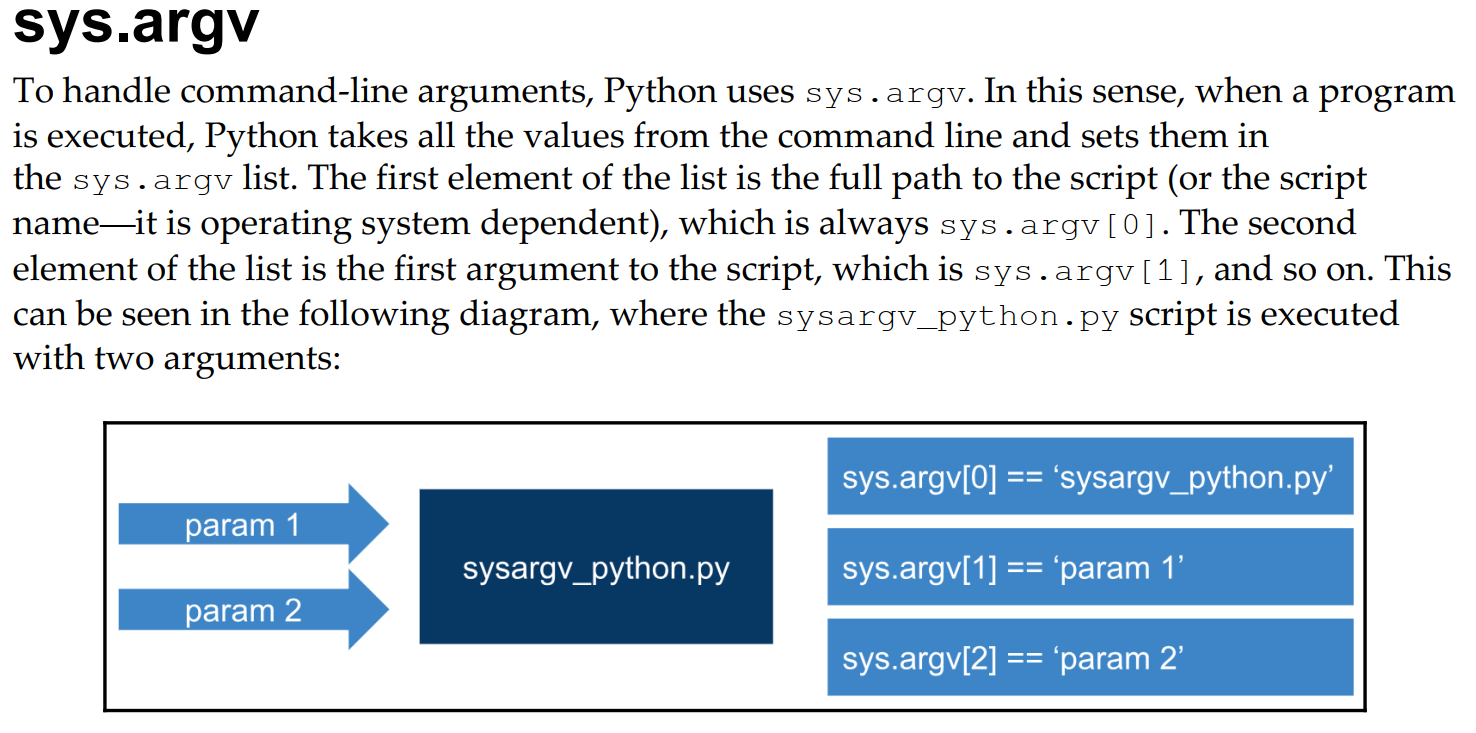 sys.argv
To handle command-line arguments, Python uses sys.argv. In this sense, when a program
is executed, Python takes all the values from the command line and sets them in
the sys.argv list. The first element of the list is the full path to the script (or the script
name—it is operating system dependent), which is always sys.argv[0]. The second
element of the list is the first argument to the script, which is sys.argv[1], and so on. This
can be seen in the following diagram, where the sysargv_python.py script is executed
with two arguments:
param 1
param 2
sysargv_python.py
sys.argv[0] == ‘sysargv_python.py’
sys.argv[1] == ‘param 1’
sys.argv[2] == ‘param 2’